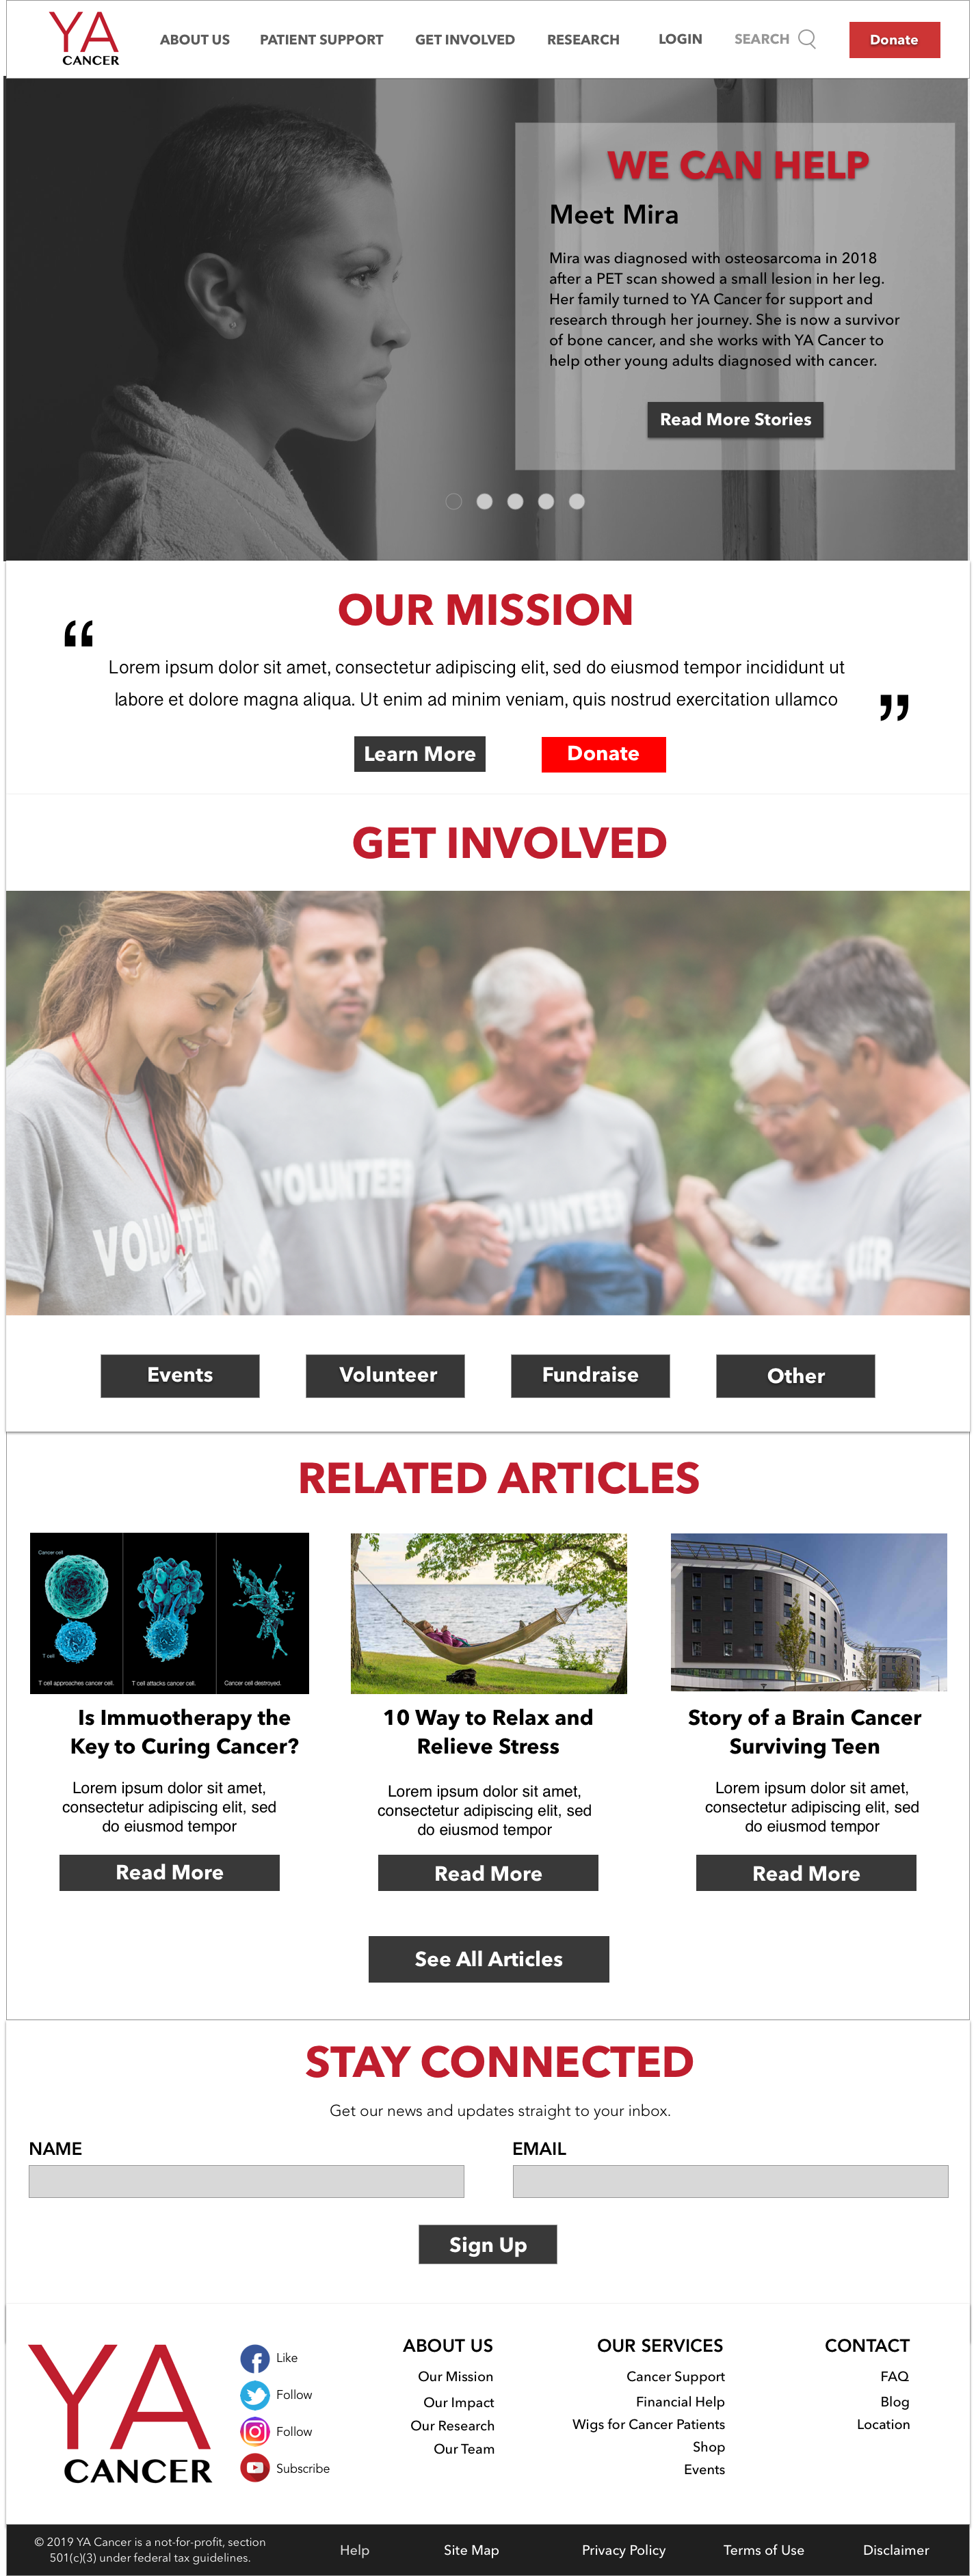 YA
CANCER
ABOUT US
PATIENT SUPPORT
GET INVOLVED
RESEARCH
LOGIN
SEARCH
Donate
WE CAN HELP
Meet Mira
Mira was diagnosed with osteosarcoma in 2018
after a PET scan showed a small lesion in her leg.
Her family turned to YA Cancer for support and
research through her journey. She is now a survivor
of bone cancer, and she works with YA Cancer to
help other young adults diagnosed with cancer.
Read More Stories
OUR MISSION
“
Lorem ipsum dolor sit amet, consectetur adipiscing elit, sed do eiusmod tempor incididunt ut
labore et dolore magna aliqua. Ut enim ad minim veniam, quis nostrud exercitation ullamco
”
Learn More
Donate
GET INVOLVED
VOLUNTEER
VOLUNTEER
Events
Volunteer
Fundraise
Other
RELATED ARTICLES
Cancer cell
T cell
T cell approaches cancer cell.
T cell attacks cancer cell.
Cancer cell destroyed.
Is Immuotherapy the
Key to Curing Cancer?
Lorem ipsum dolor sit amet,
consectetur adipiscing elit, sed
do eiusmod tempor
Read More
10 Way to Relax and
Relieve Stress
Lorem ipsum dolor sit amet,
consectetur adipiscing elit, sed
do eiusmod tempor
Read More
Story of a Brain Cancer
Surviving Teen
Lorem ipsum dolor sit amet,
consectetur adipiscing elit, sed
do eiusmod tempor
Read More
See All Articles
STAY CONNECTED
Get our news and updates straight to your inbox.
NAME
EMAIL
Sign Up
YA
CANCER
Like
Follow
Follow
Subscribe
ABOUT US
Our Mission
Our Impact
Our Research
Our Team
OUR SERVICES
Cancer Support
Financial Help
Wigs for Cancer Patients
Shop
Events
CONTACT
FAQ
Blog
Location
© 2019 YA Cancer is a not-for-profit, section
501(c)(3) under federal tax guidelines.
Help
Site Map
Privacy Policy
Terms of Use
Disclaimer